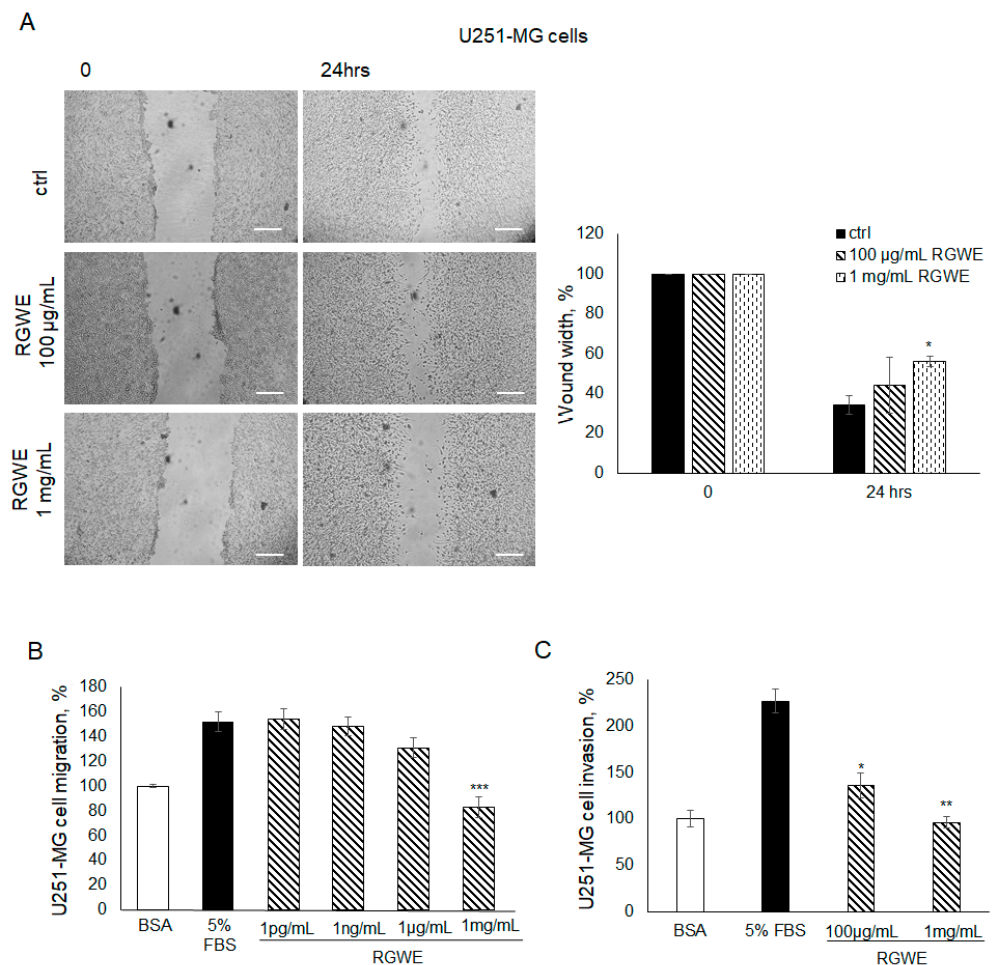 A
U251-MG cells
0
24hrs
ctrl
RGWE
100 µg/mL
RGWE
1 mg/mL
Wound width, %
120
100
80
60
40
20
0
ctrl
100 µg/mL RGWE
1 mg/mL RGWE
*
0
24 hrs
B
U251-MG cell migration, %
180
160
140
120
100
80
60
40
20
0
***
BSA
5%
FBS
1pg/mL
1ng/mL
1µg/mL
1mg/mL
RGWE
C
U251-MG cell invasion, %
250
200
150
100
50
0
*
**
BSA
5% FBS
100µg/mL
1mg/mL
RGWE